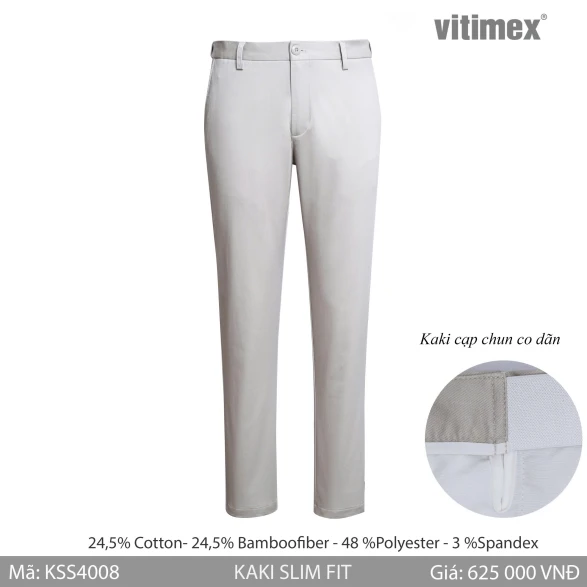 vitimex®
Kaki cạp chun co dãn
24,5% Cotton- 24,5% Bamboofiber - 48 %Polyester - 3 %Spandex
Mã: KSS4008 KAKI SLIM FIT Giá: 625 000 VNĐ